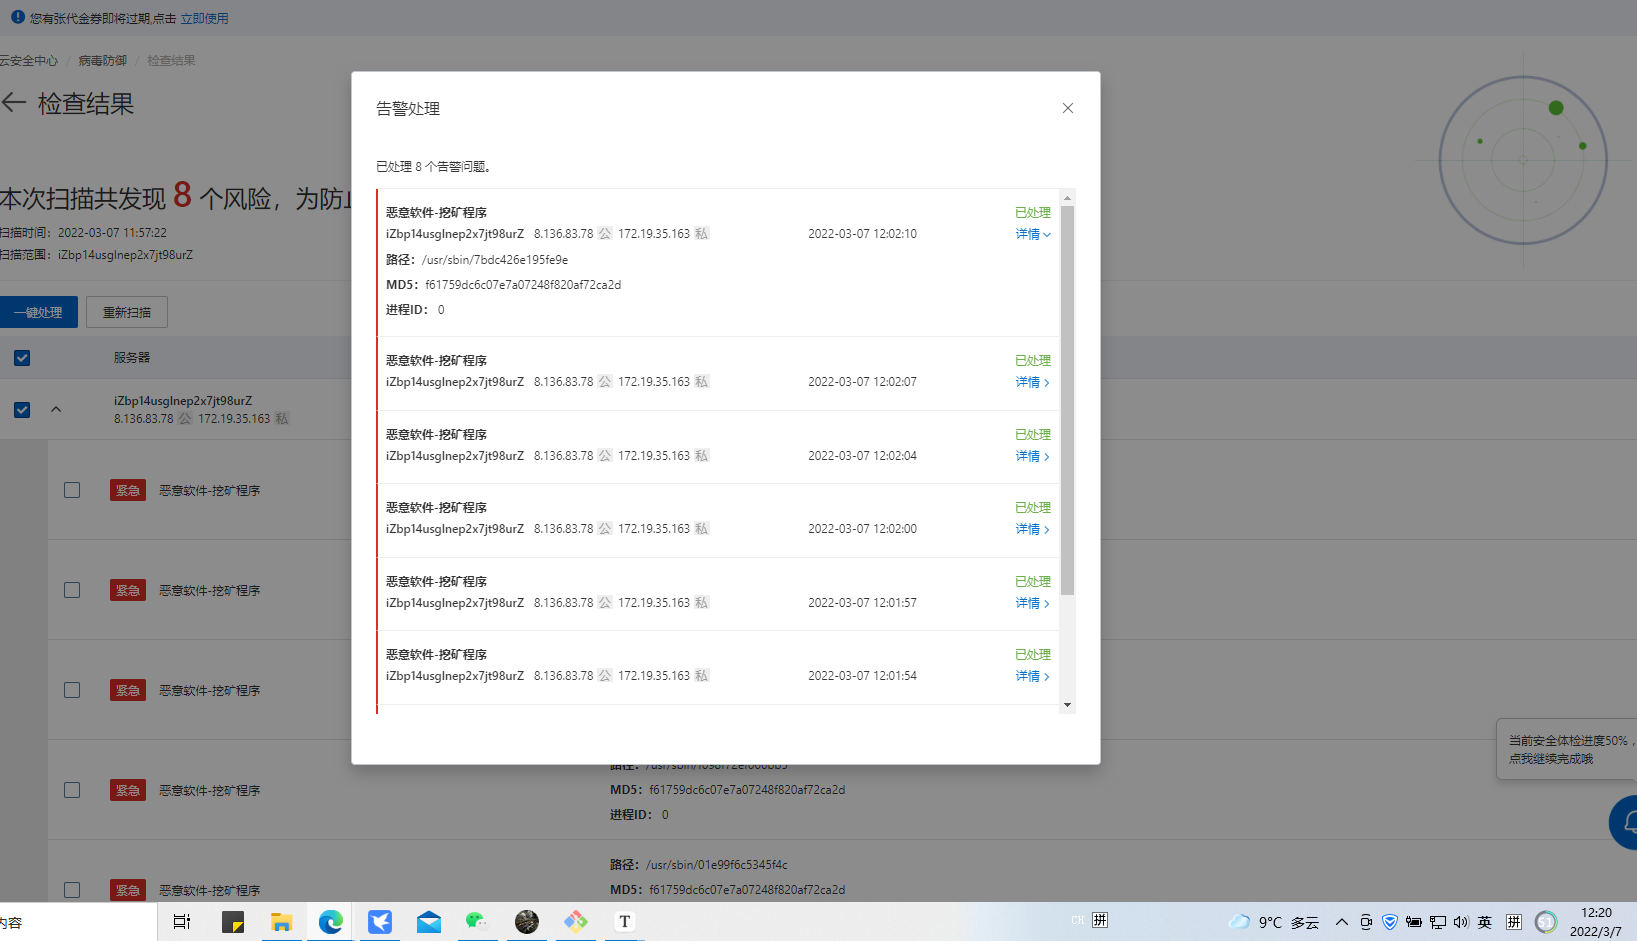 您有张代金券即将过期,点击 立即使用
云安全中心 / 病毒防御 / 检查结果
检查结果
本次扫描共发现 8 个风险，为防止
扫描时间： 2022-03-07 11:57:22
扫描范围： iZbp14usglnep2x7jt98urZ
一键处理 重新扫描
服务器
iZbp14usglnep2x7jt98urZ
8.136.83.78 公 172.19.35.163 私
紧急 恶意软件-挖矿程序
紧急 恶意软件-挖矿程序
紧急 恶意软件-挖矿程序
紧急 恶意软件-挖矿程序
MD5： f61759dc6c07e7a07248f820af72ca2d
进程ID： 0
路径： /usr/sbin/01e99f6c5345f4c
紧急 恶意软件-挖矿程序
MD5： f61759dc6c07e7a07248f820af72ca2d
告警处理
已处理 8 个告警问题。
恶意软件-挖矿程序 已处理
iZbp14usglnep2x7jt98urZ 8.136.83.78 公 172.19.35.163 私 2022-03-07 12:02:10 详情
路径： /usr/sbin/7bdc426e195fe9e
MD5： f61759dc6c07e7a07248f820af72ca2d
进程ID： 0
恶意软件-挖矿程序 已处理
iZbp14usglnep2x7jt98urZ 8.136.83.78 公 172.19.35.163 私 2022-03-07 12:02:07 详情
恶意软件-挖矿程序 已处理
iZbp14usglnep2x7jt98urZ 8.136.83.78 公 172.19.35.163 私 2022-03-07 12:02:04 详情
恶意软件-挖矿程序 已处理
iZbp14usglnep2x7jt98urZ 8.136.83.78 公 172.19.35.163 私 2022-03-07 12:02:00 详情
恶意软件-挖矿程序 已处理
iZbp14usglnep2x7jt98urZ 8.136.83.78 公 172.19.35.163 私 2022-03-07 12:01:57 详情
恶意软件-挖矿程序 已处理
iZbp14usglnep2x7jt98urZ 8.136.83.78 公 172.19.35.163 私 2022-03-07 12:01:54 详情
当前安全体检进度50%，
点我继续完成哦
内容 T CH 拼 9°C 多云 英 拼 51 12:20
2022/3/7